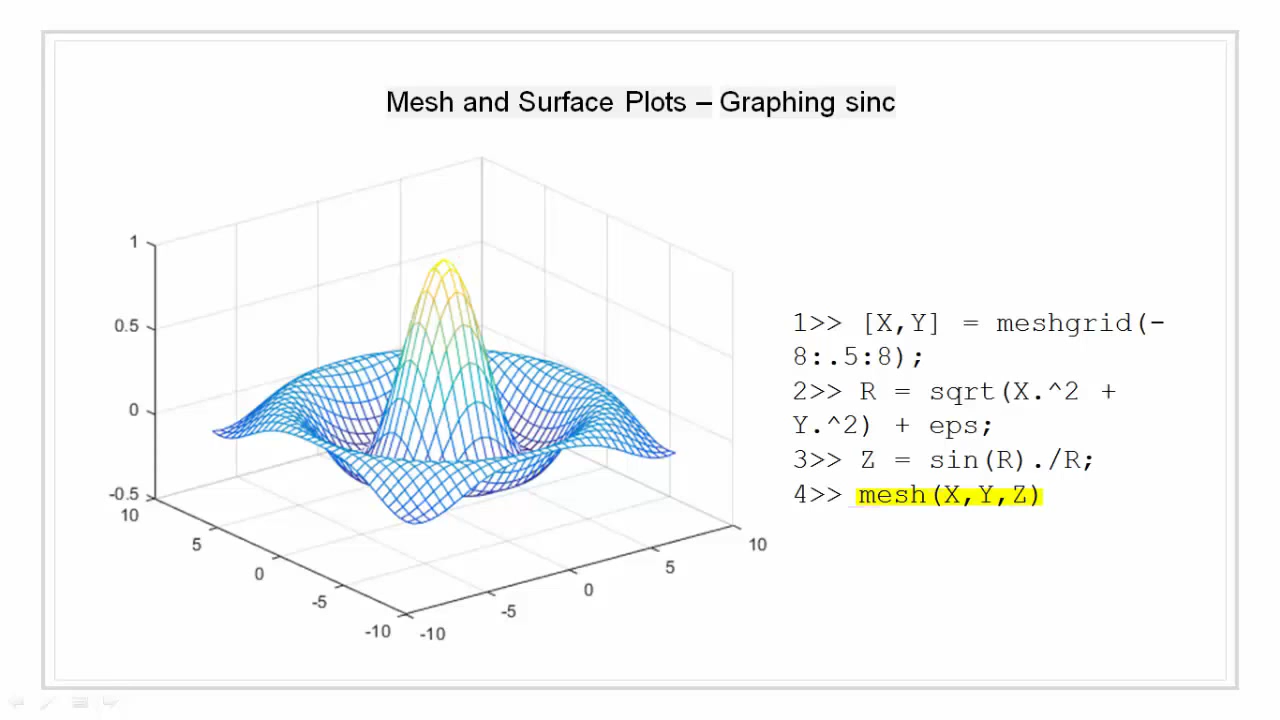 Mesh and Surface Plots – Graphing sinc
1
0.5
0
-0.5
10
5
0
-5
-10
-10
-5
0
5
10
1>> [X,Y] = meshgrid(-
8:.5:8);
2>> R = sqrt(X.^2 +
Y.^2) + eps;
3>> Z = sin(R)./R;
4>> mesh(X,Y,Z)